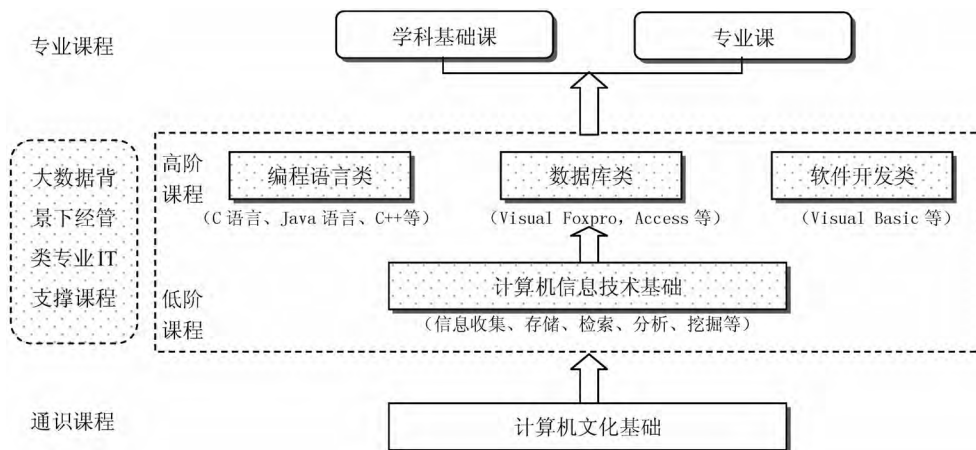 专业课程
学科基础课
专业课
大数据背
景下经管
类专业IT
支撑课程
高阶
课程
编程语言类
数据库类
软件开发类
（C 语言、Java 语言、C++等）
（Visual Foxpro，Access 等）
（Visual Basic 等）
低阶
课程
计算机信息技术基础
（信息收集、存储、检索、分析、挖掘等）
通识课程
计算机文化基础